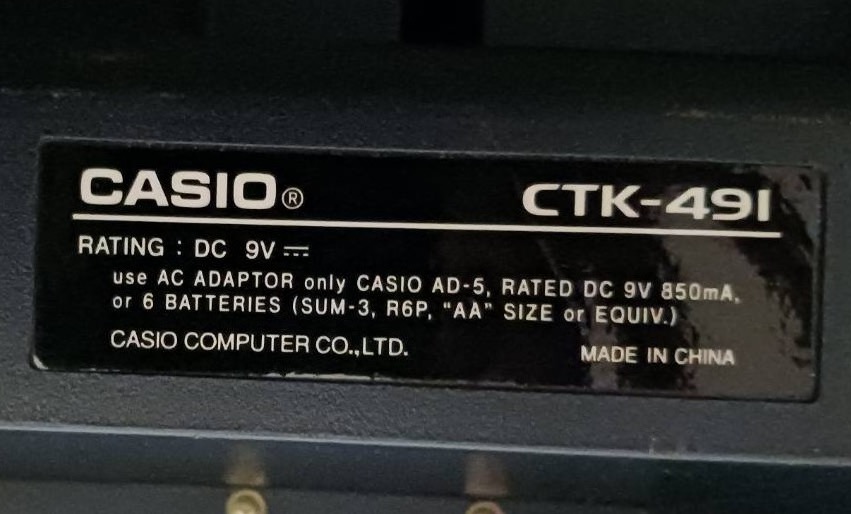 CASIO® CTK-491
RATING : DC 9V ⎓
use AC ADAPTOR only CASIO AD-5, RATED DC 9V 850mA,
or 6 BATTERIES (SUM-3, R6P, "AA" SIZE or EQUIV.)
CASIO COMPUTER CO.,LTD. MADE IN CHINA